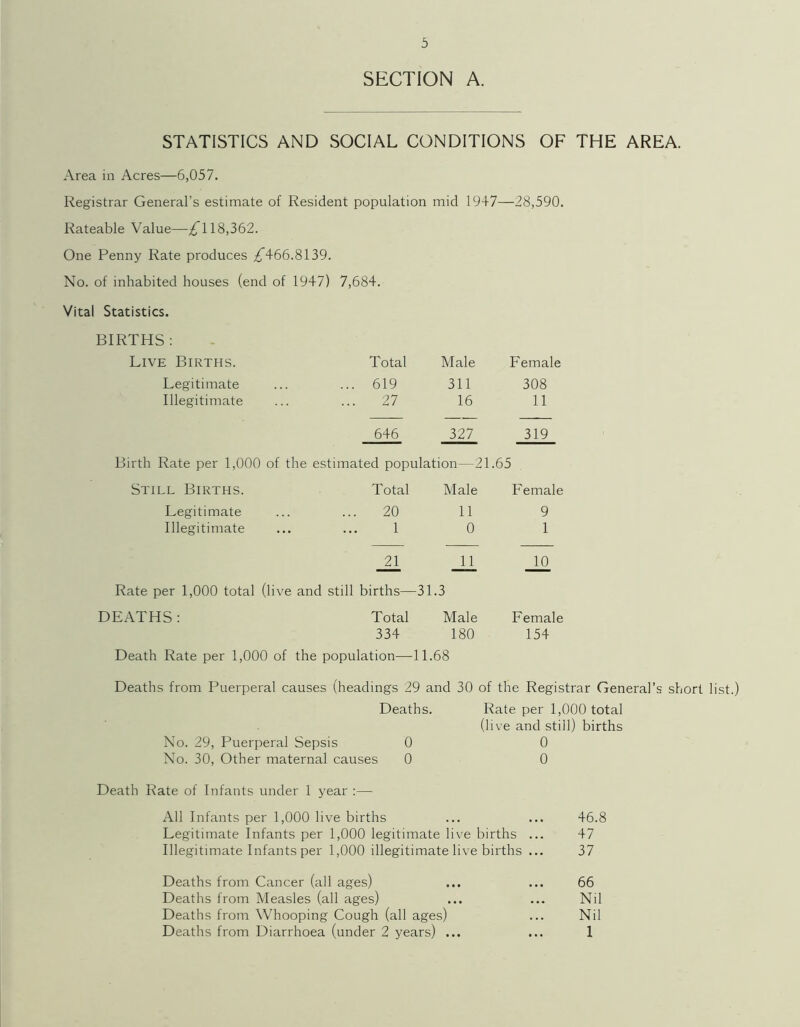 5
SECTION A.
STATISTICS AND SOCIAL CONDITIONS OF THE AREA.
Area in Acres—6,057.
Registrar General's estimate of Resident population mid 1947—28,590.
Rateable Value—£118,362.
One Penny Rate produces £466.8139.
No. of inhabited houses (end of 1947) 7,684.
Vital Statistics.
BIRTHS:
LIVE BIRTHS. Total Male Female
Legitimate ... ... 619 311 308
Illegitimate ... ... 27 16 11
646 327 319
Birth Rate per 1,000 of the estimated population—21.65
STILL BIRTHS. Total Male Female
Legitimate ... ... 20 11 9
Illegitimate ... ... 1 0 1
21 11 10
Rate per 1,000 total (live and still births—31.3
DEATHS: Total Male Female
334 180 154
Death Rate per 1,000 of the population—11.68
Deaths from Puerperal causes (headings 29 and 30 of the Registrar General's short list.)
Deaths. Rate per 1,000 total
(live and still) births
No. 29, Puerperal Sepsis 0 0
No. 30, Other maternal causes 0 0
Death Rate of Infants under 1 year :—
All Infants per 1,000 live births ... ... 46.8
Legitimate Infants per 1,000 legitimate live births ... 47
Illegitimate Infants per 1,000 illegitimate live births ... 37
Deaths from Cancer (all ages) ... ... 66
Deaths from Measles (all ages) ... ... Nil
Deaths from Whooping Cough (all ages) ... Nil
Deaths from Diarrhoea (under 2 years) ... ... 1